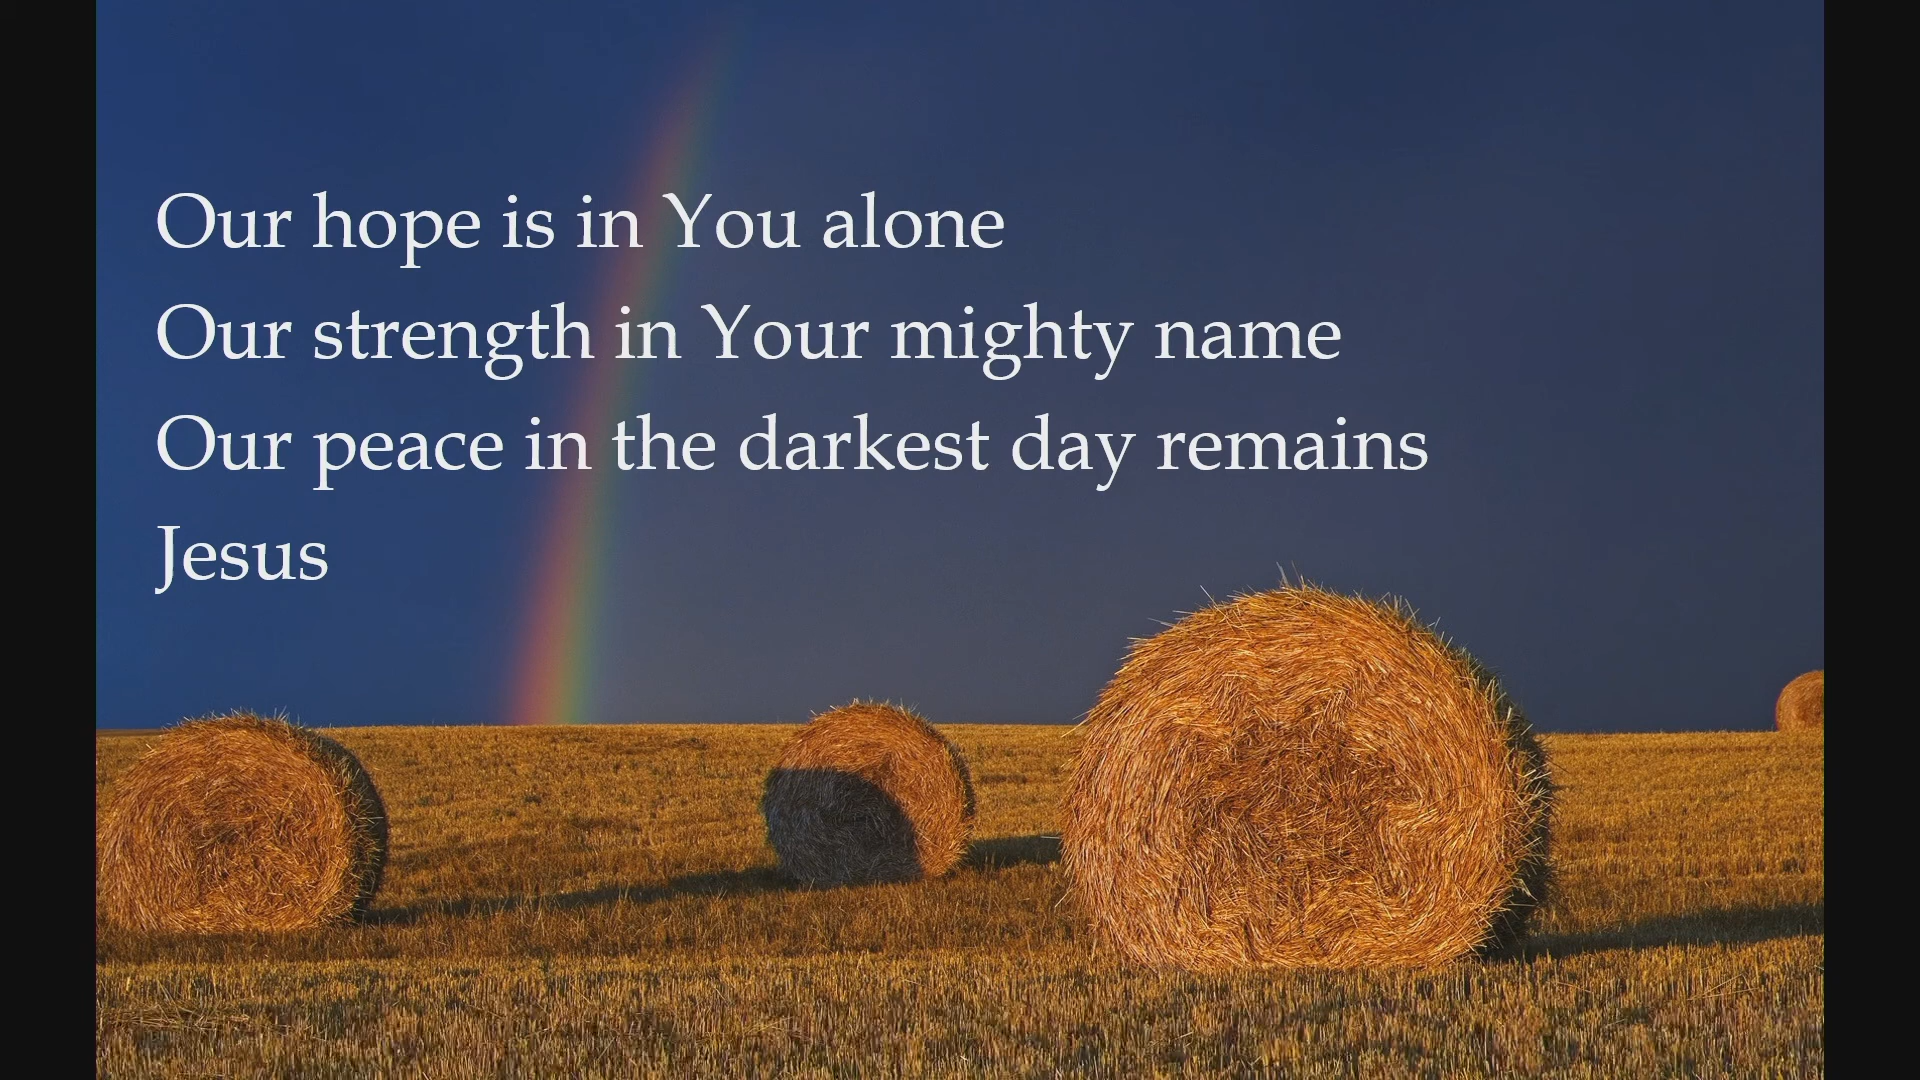 Our hope is in You alone
Our strength in Your mighty name
Our peace in the darkest day remains
Jesus